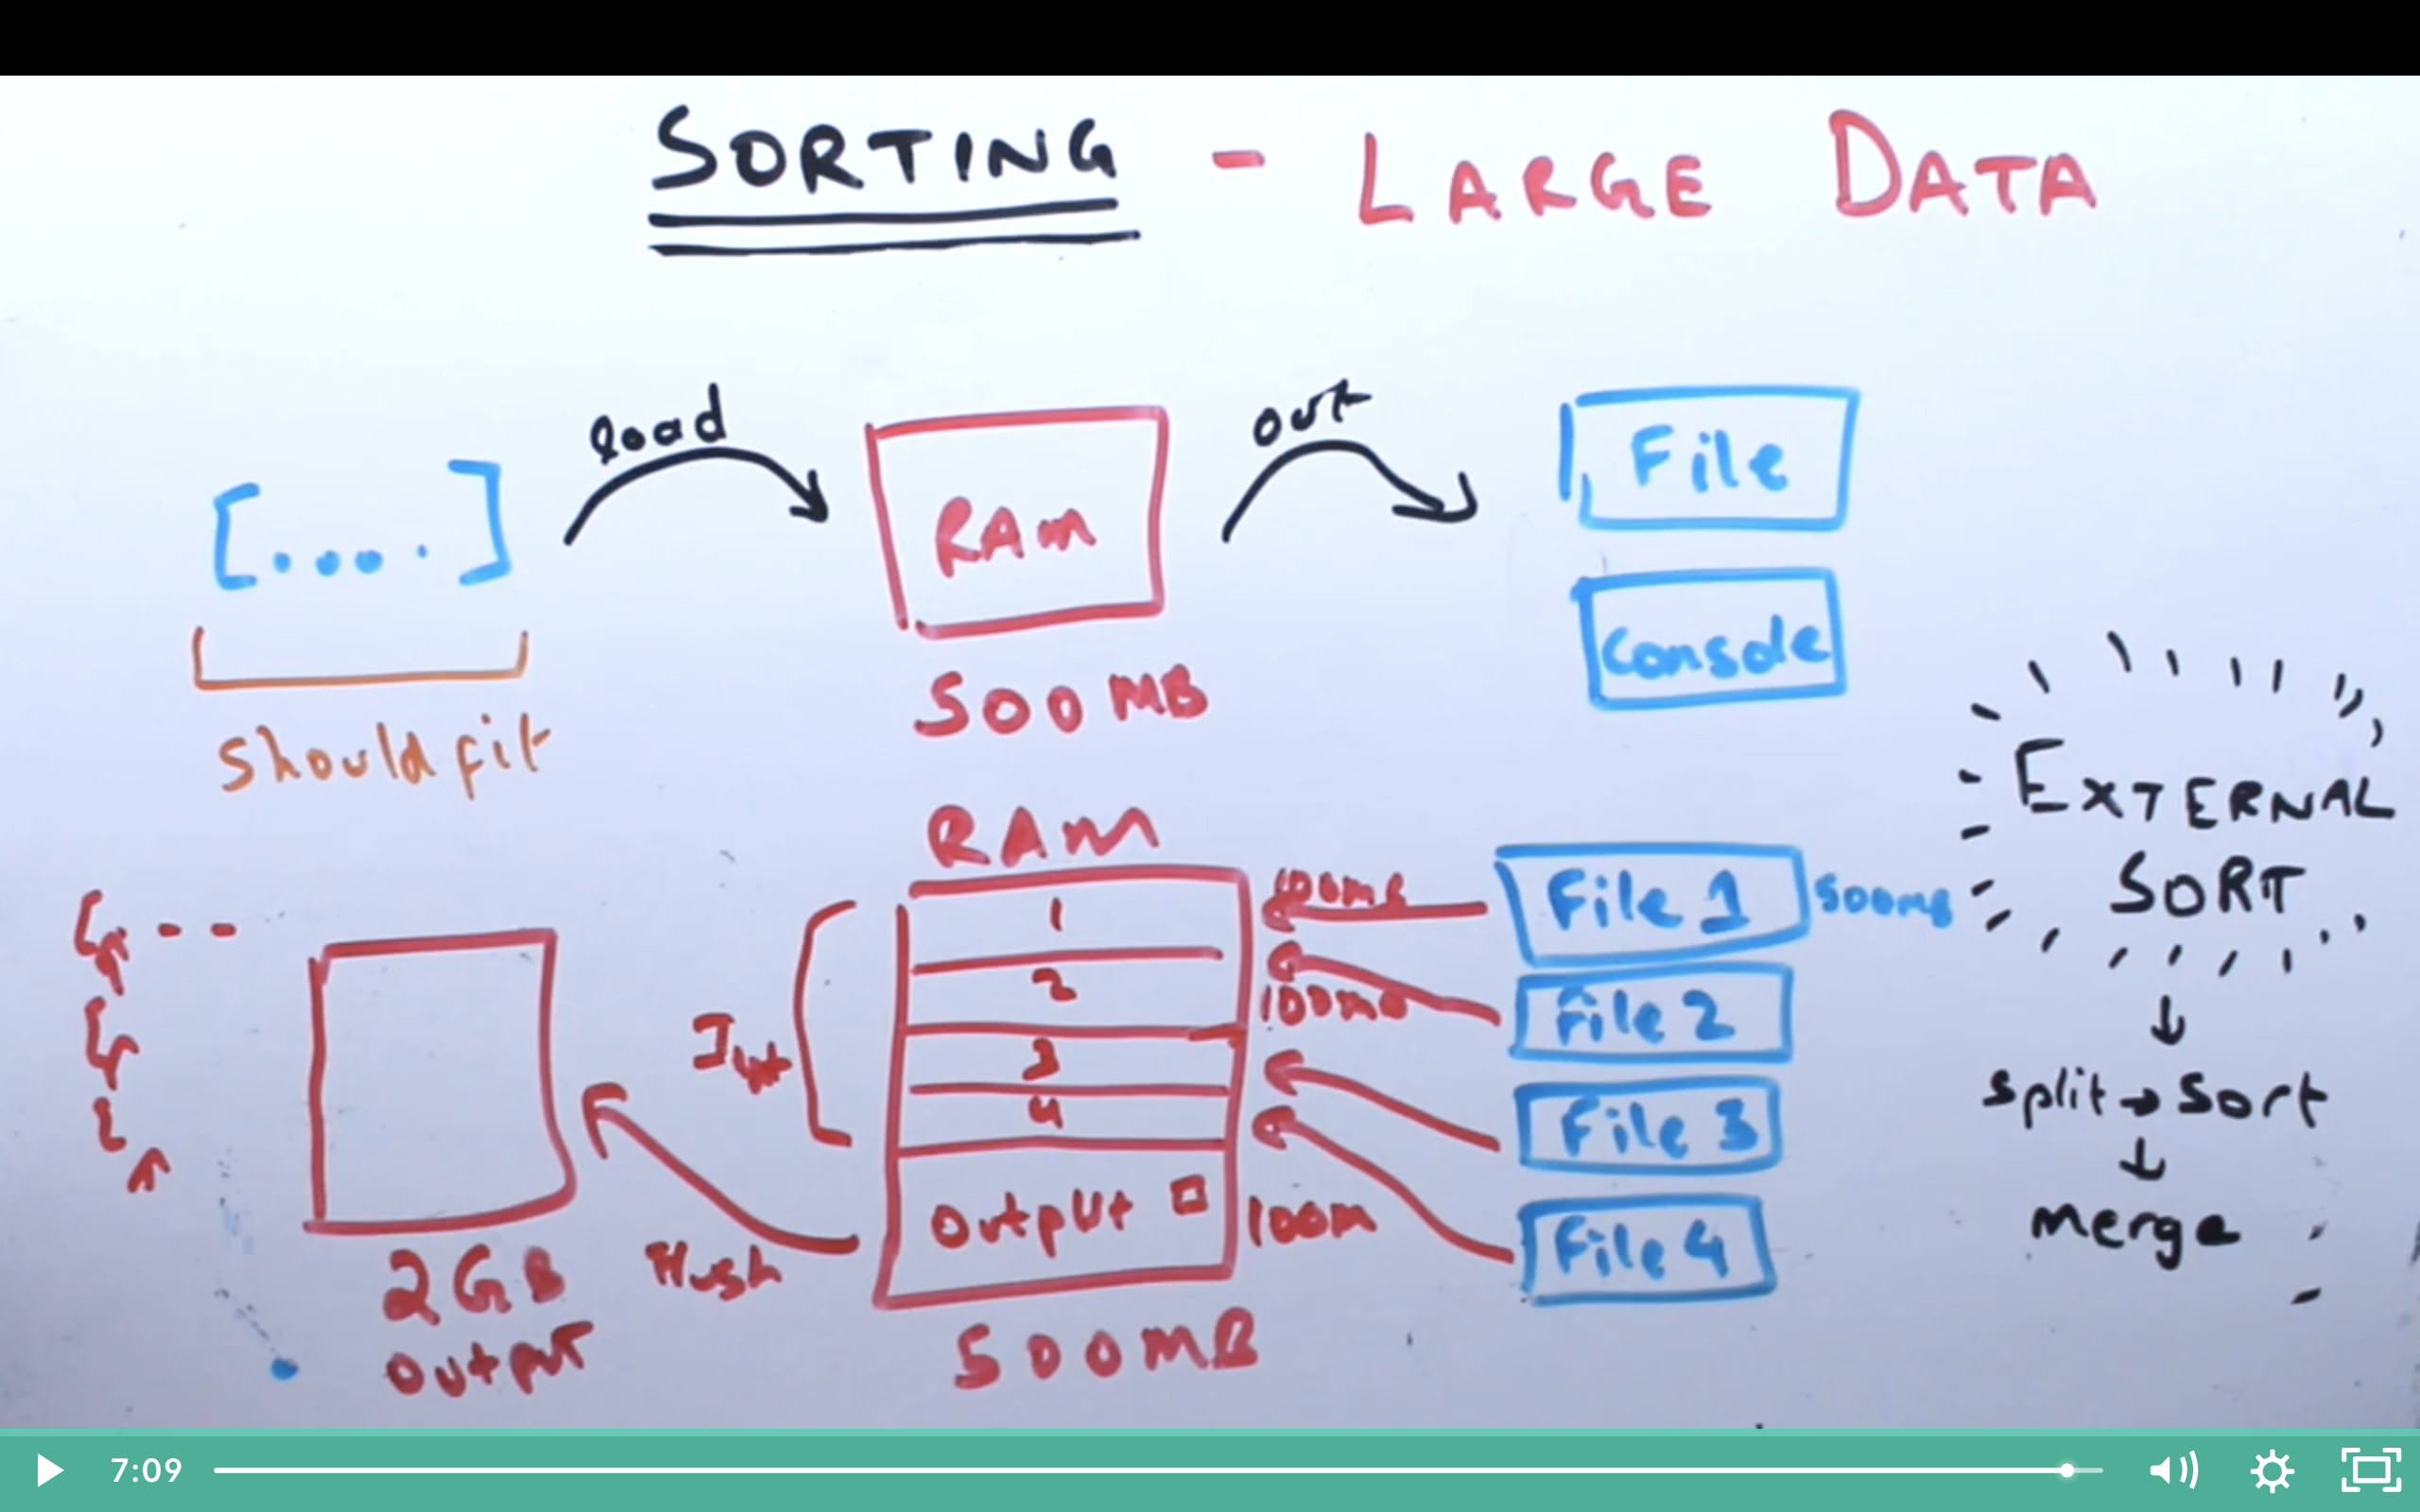 SORTING - LARGE DATA
load
out
[.....]
RAM
File
Console
should fit
500 MB
EXTERNAL
SORT
split → sort
merge
RAM
1
2
3
4
output
500MB
100MB
100MB
100M
File 1
500MB
File 2
File 3
File 4
2GB
output
7:09